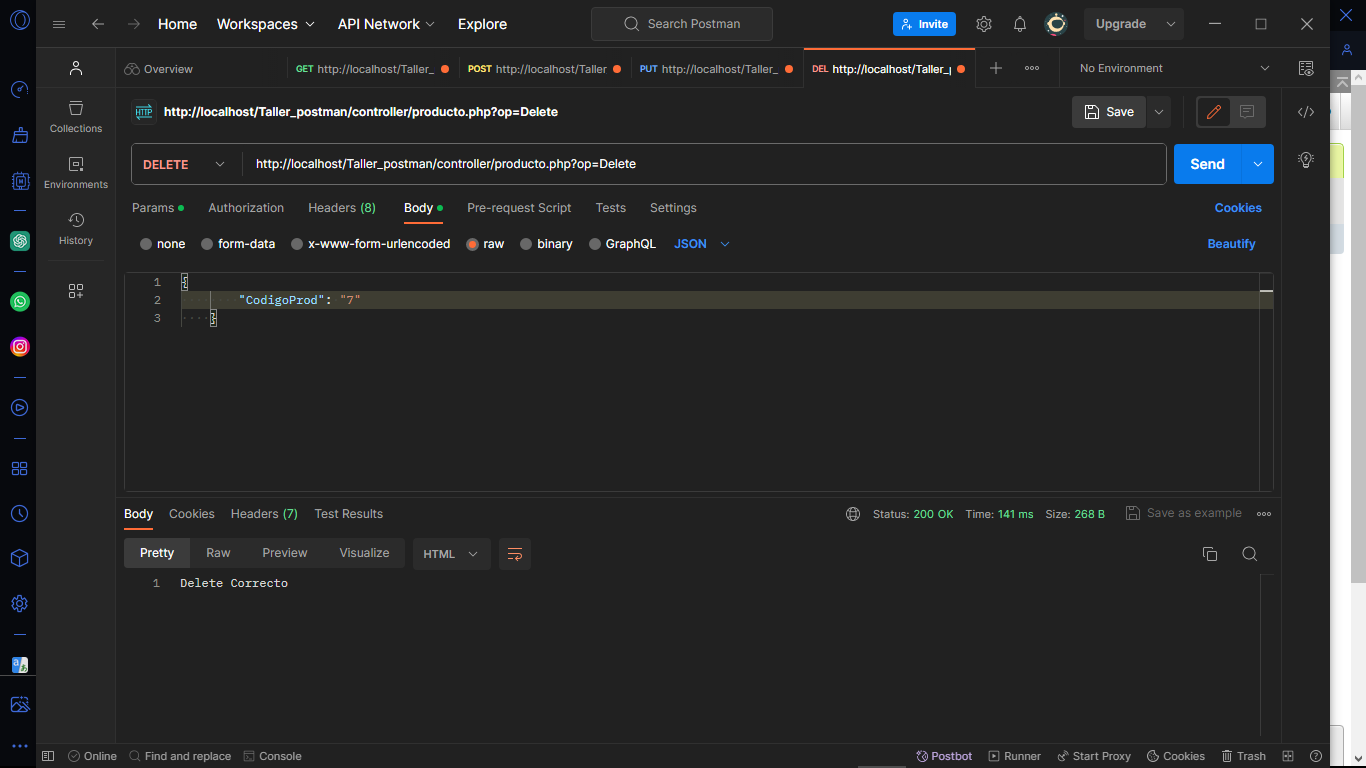 Home Workspaces API Network Explore Search Postman Invite Upgrade
Overview GET http://localhost/Taller_ POST http://localhost/Taller PUT http://localhost/Taller_ DEL http://localhost/Taller_p No Environment
HTTP http://localhost/Taller_postman/controller/producto.php?op=Delete Save
Collections
DELETE http://localhost/Taller_postman/controller/producto.php?op=Delete Send
Environments
Params Authorization Headers (8) Body Pre-request Script Tests Settings Cookies
History
none form-data x-www-form-urlencoded raw binary GraphQL JSON Beautify
1 {
2 "CodigoProd": "7"
3 }
Body Cookies Headers (7) Test Results Status: 200 OK Time: 141 ms Size: 268 B Save as example
Pretty Raw Preview Visualize HTML
1 Delete Correcto
Online Find and replace Console Postbot Runner Start Proxy Cookies Trash